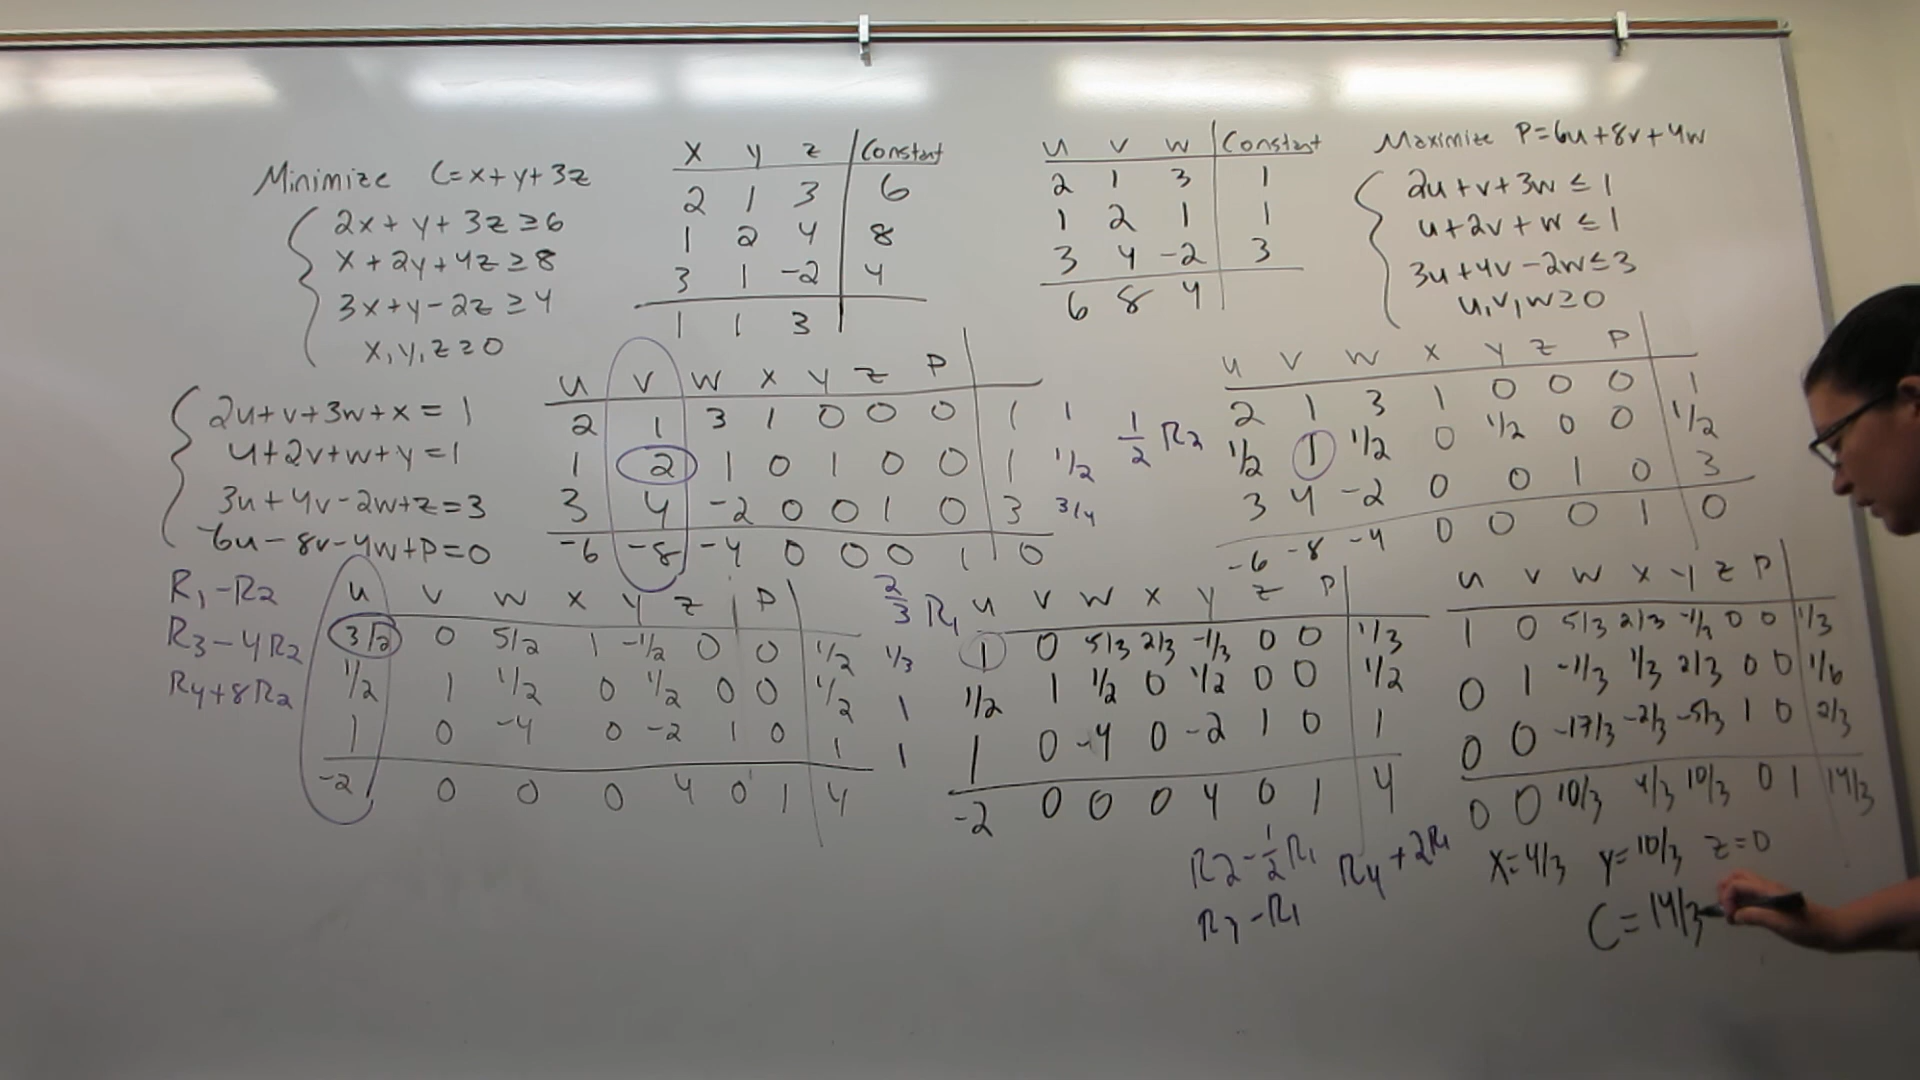 Minimize C=x+y+3z
2x+y+3z≥6
x+2y+4z≥8
3x+y-2z≥4
x,y,z≥0
x y z Constant
2 1 3 6
1 2 4 8
3 1 -2 4
1 1 3
u v w Constant
2 1 3 1
1 2 1 1
3 4 -2 3
6 8 4
Maximize P=6u+8v+4w
2u+v+3w≤1
u+2v+w≤1
3u+4v-2w≤3
u,v,w≥0
2u+v+3w+x=1
u+2v+w+y=1
3u+4v-2w+z=3
-6u-8v-4w+P=0
u v w x y z P
2 1 3 1 0 0 0 1 1
1 2 1 0 1 0 0 1 1/2
3 4 -2 0 0 1 0 3 3/4
-6 -8 -4 0 0 0 1 0
1/2 R2
u v w x y z P
2 1 3 1 0 0 0 1
1/2 1 1/2 0 1/2 0 0 1/2
3 4 -2 0 0 1 0 3
-6 -8 -4 0 0 0 1 0
R1-R2
R3-4R2
R4+8R2
u v w x y z P
3/2 0 5/2 1 -1/2 0 0 1/2 1/3
1/2 1 1/2 0 1/2 0 0 1/2 1
1 0 -4 0 -2 1 0 1 1
-2 0 0 0 4 0 1 4
2/3 R1
u v w x y z P
1 0 5/3 2/3 -1/3 0 0 1/3
1/2 1 1/2 0 1/2 0 0 1/2
1 0 -4 0 -2 1 0 1
-2 0 0 0 4 0 1 4
R2-1/2R1 R4+2R1
R3-R1
u v w x y z P
1 0 5/3 2/3 -1/3 0 0 1/3
0 1 -1/3 1/3 2/3 0 0 1/6
0 0 -17/3 -2/3 -5/3 1 0 2/3
0 0 10/3 4/3 10/3 0 1 14/3
x=4/3 y=10/3 z=0
C=14/3